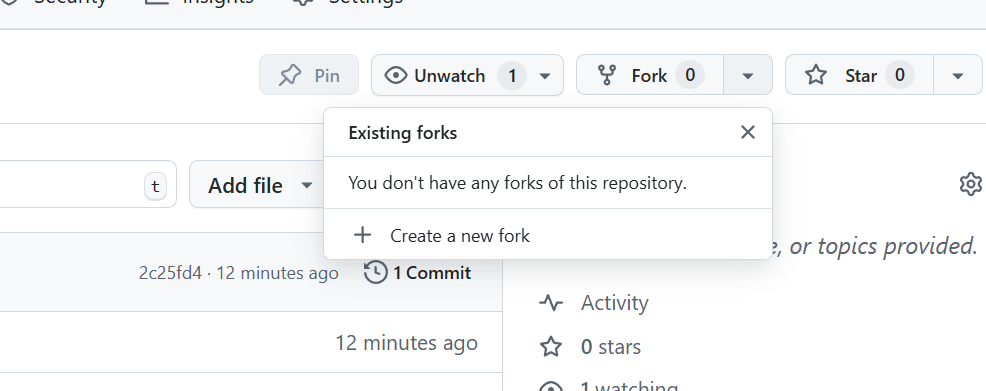 Security Insights Settings
Pin Unwatch 1 Fork 0 Star 0
Existing forks
You don't have any forks of this repository.
Create a new fork
t Add file
, or topics provided.
2c25fd4 · 12 minutes ago 1 Commit
Activity
12 minutes ago
0 stars
1 watching